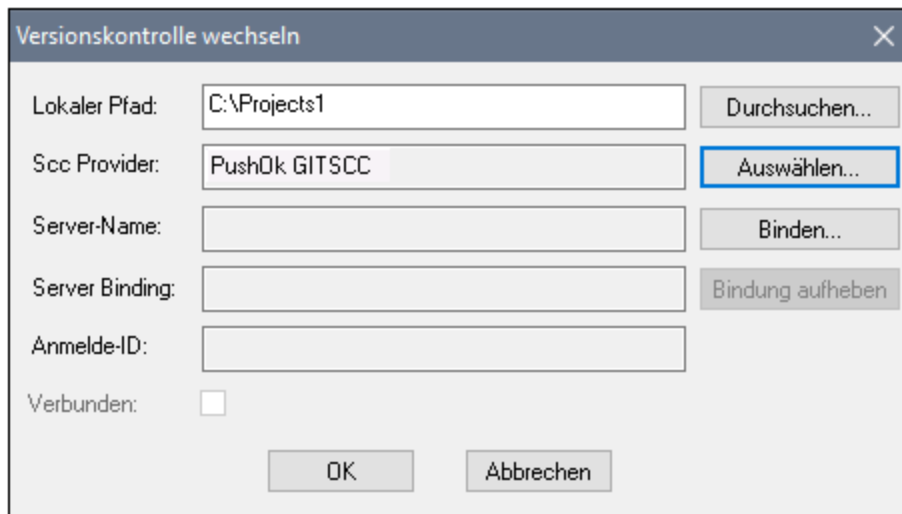 Versionskontrolle wechseln
Lokaler Pfad: C:\Projects1 Durchsuchen...
Scc Provider: PushOk GITSCC Auswählen...
Server-Name: Binden...
Server Binding: Bindung aufheben
Anmelde-ID:
Verbunden:
OK Abbrechen